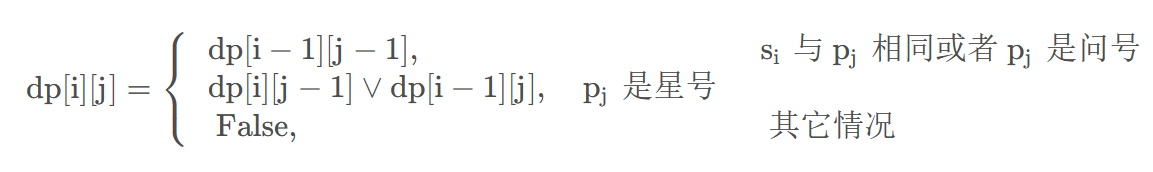 dp[i − 1][j − 1], sᵢ 与 pⱼ 相同或者 pⱼ 是问号
dp[i][j] = { dp[i][j − 1] ∨ dp[i − 1][j], pⱼ 是星号
False, 其它情况